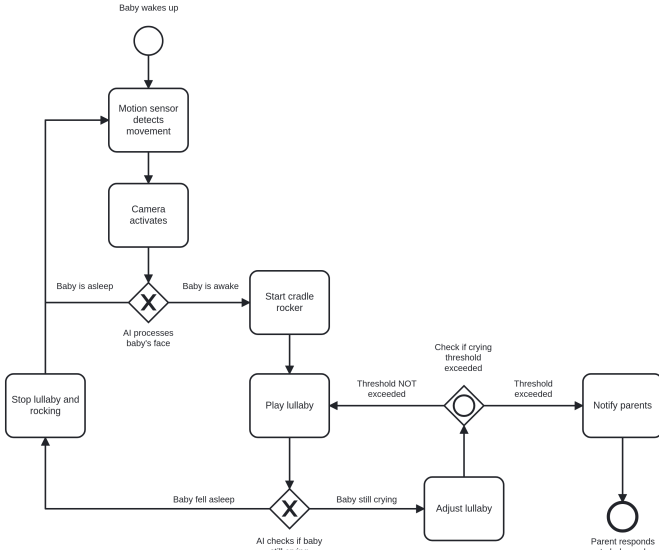 Baby wakes up
Motion sensor
detects
movement
Camera
activates
Baby is asleep
Baby is awake
AI processes
baby's face
Start cradle
rocker
Check if crying
threshold
exceeded
Stop lullaby and
rocking
Play lullaby
Threshold NOT
exceeded
Threshold
exceeded
Notify parents
Baby fell asleep
Baby still crying
Adjust lullaby
AI checks if baby
Parent responds